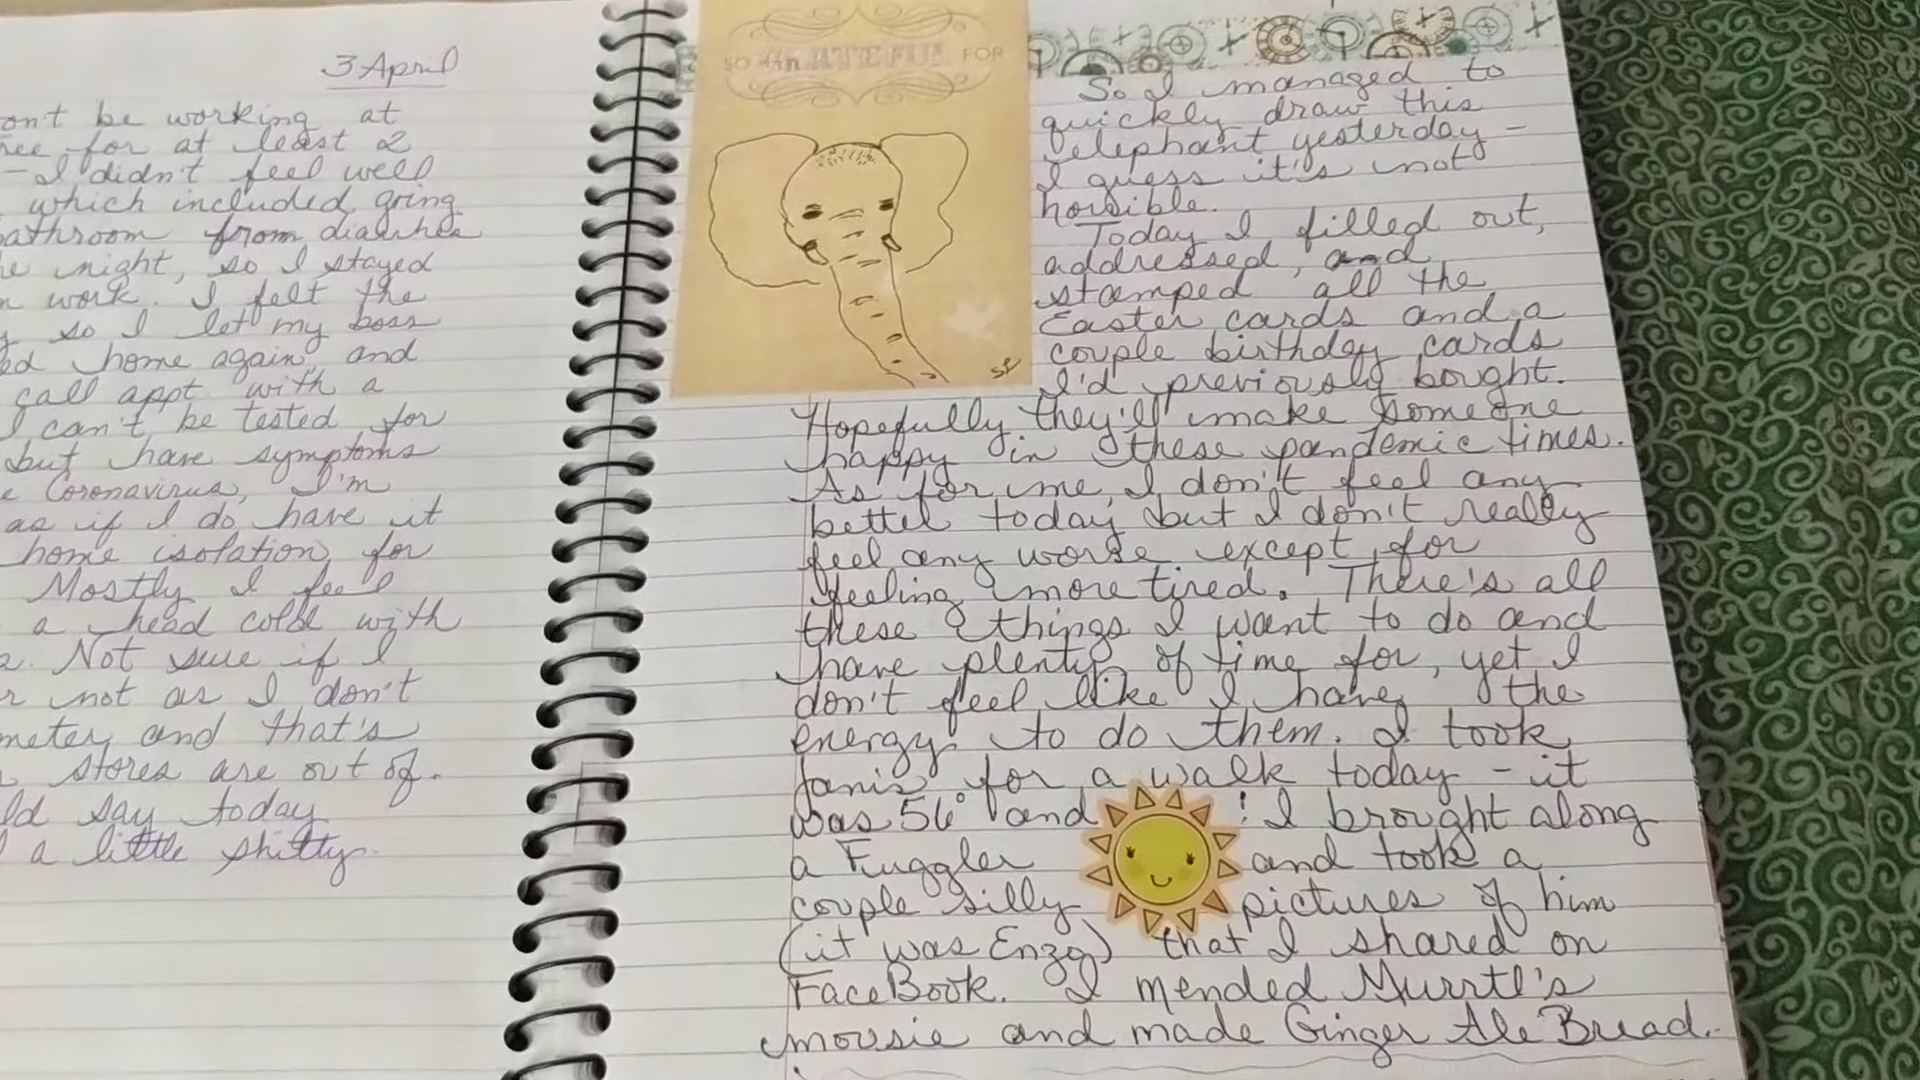 3 April
on't be working at
ree for at least 2
- I didn't feel well
which included going
bathroom from diarrhea
he night, so I stayed
m work. I felt the
y so I let my boss
ed home again and
call appt. with a
I can't be tested for
but have symptoms
e Coronavirus, I'm
as if I do have it
home isolation for
Mostly I feel
a head cold with
a. Not sure if I
r not as I don't
meter and that's
stores are out of.
ld say today
a little shitty.
SO GRATEFUL FOR
SL
So I managed to
quickly draw this
elephant yesterday -
I guess it's not
horrible.
Today I filled out,
addressed, and
stamped all the
Easter cards and a
couple birthday cards
I'd previously bought.
Hopefully they'll make someone
happy in these pandemic times.
As for me, I don't feel any
better today but I don't really
feel any worse except for
feeling more tired. There's all
these things I want to do and
have plenty of time for, yet I
don't feel like I have the
energy to do them. I took
Janis for a walk today - it
was 56° and ! I brought along
a Fuggler and took a
couple silly pictures of him
(it was Enzo) that I shared on
FaceBook. I mended Murrtl's
mousie and made Ginger Ale Bread.